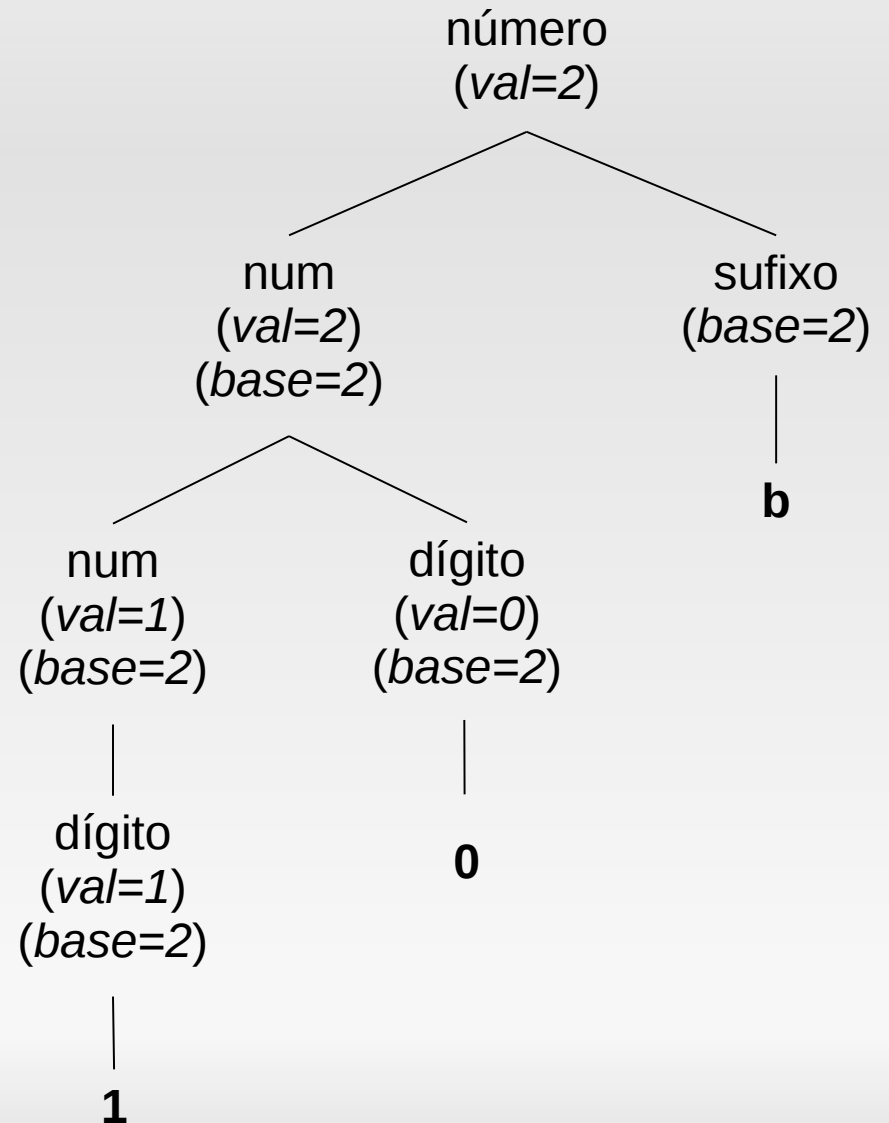 número
(val=2)
num
(val=2)
(base=2)
sufixo
(base=2)
b
num
(val=1)
(base=2)
dígito
(val=0)
(base=2)
dígito
(val=1)
(base=2)
0
1